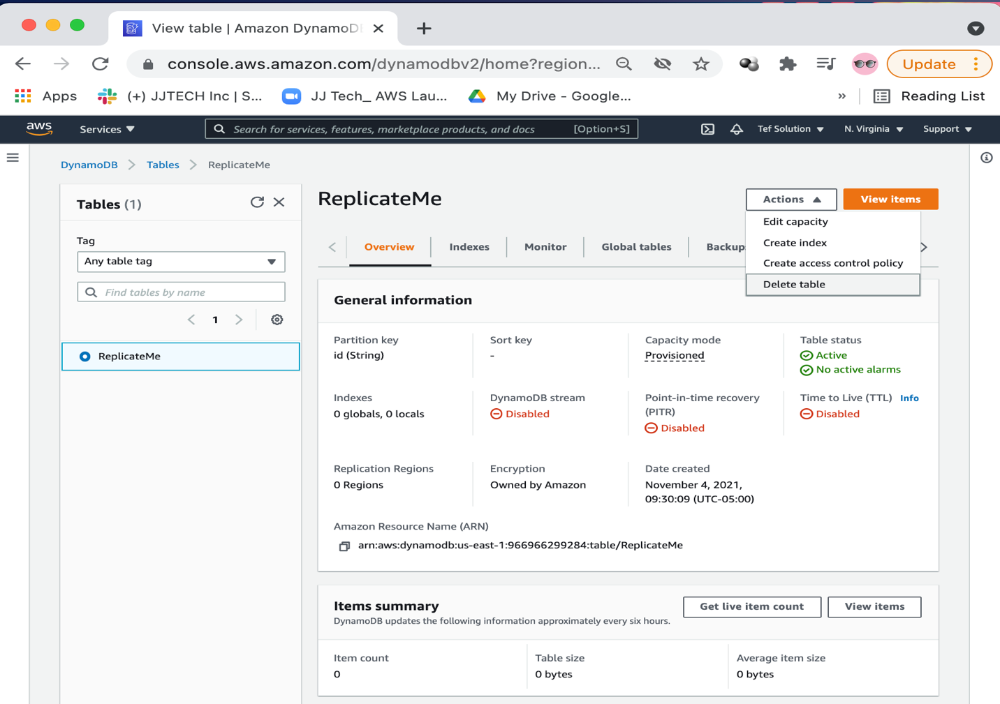 View table | Amazon DynamoD
console.aws.amazon.com/dynamodbv2/home?region...
Update
Apps
(+) JJTECH Inc | S...
JJ Tech_ AWS Lau...
My Drive - Google...
»
Reading List
aws
Services
Search for services, features, marketplace products, and docs
[Option+S]
Tef Solution
N. Virginia
Support
DynamoDB
Tables
ReplicateMe
Tables (1)
Tag
Any table tag
Find tables by name
1
ReplicateMe
ReplicateMe
Actions
View items
Edit capacity
Create index
Create access control policy
Delete table
Overview
Indexes
Monitor
Global tables
Backup
General information
Partition key
id (String)
Sort key
-
Capacity mode
Provisioned
Table status
Active
No active alarms
Indexes
0 globals, 0 locals
DynamoDB stream
Disabled
Point-in-time recovery
(PITR)
Disabled
Time to Live (TTL) Info
Disabled
Replication Regions
0 Regions
Encryption
Owned by Amazon
Date created
November 4, 2021,
09:30:09 (UTC-05:00)
Amazon Resource Name (ARN)
arn:aws:dynamodb:us-east-1:966966299284:table/ReplicateMe
Items summary
DynamoDB updates the following information approximately every six hours.
Get live item count
View items
Item count
0
Table size
0 bytes
Average item size
0 bytes